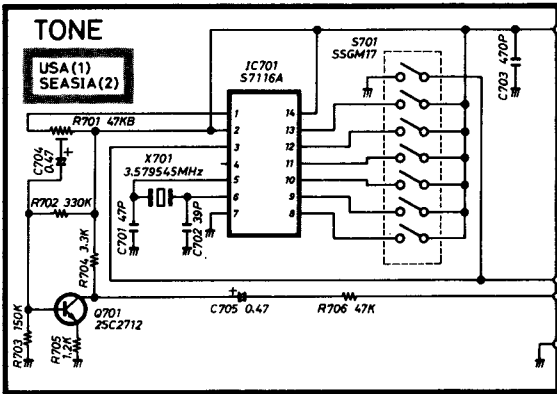 TONE
USA(1)
SEASIA(2)
IC701
S7116A
S701
SSGM17
C703 470P
R701 47KB
C704
0.47
X701
3.579545MHz
1
2
3
4
5
6
7
14
13
12
11
10
9
8
R702 330K
C701 47P
C702 39P
R704 3.3K
R703 150K
Q701
2SC2712
R705
1.2K
C705 0.47
R706 47K
+
+